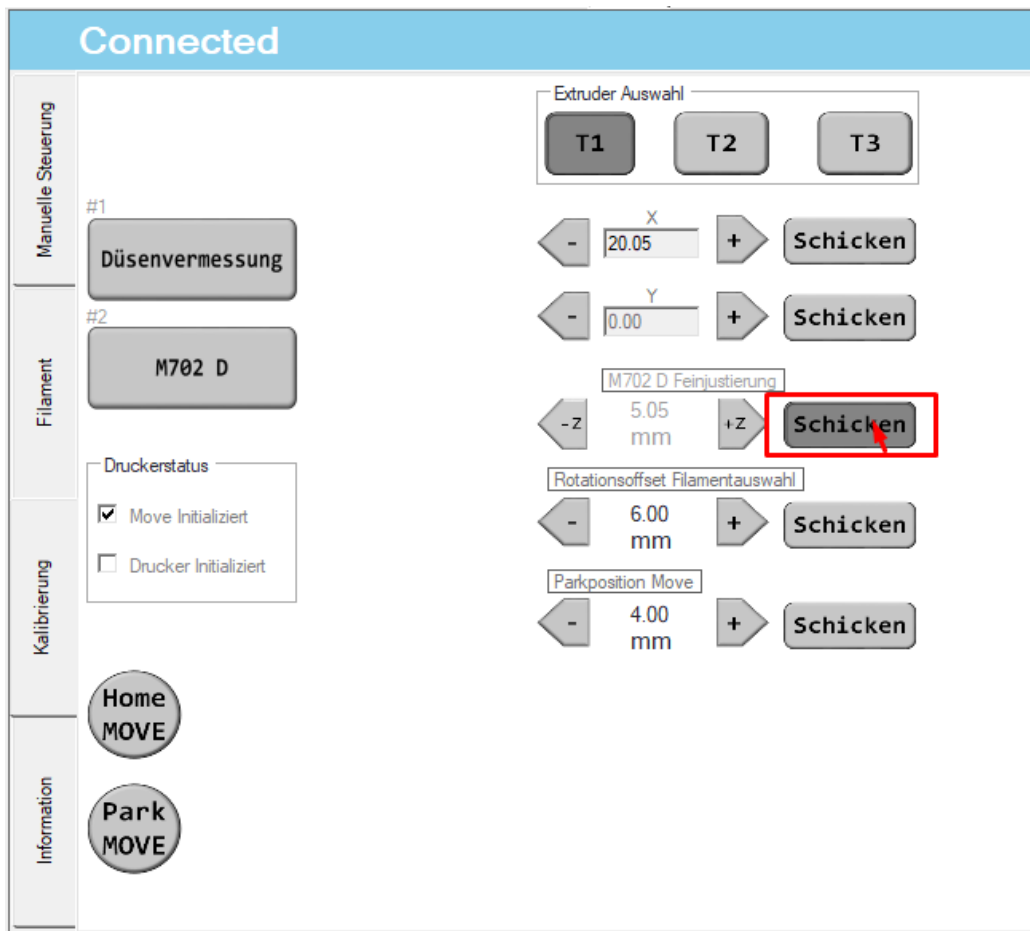 Connected
Manuelle Steuerung
Filament
Kalibrierung
Information
#1
Düsenvermessung
#2
M702 D
Druckerstatus
Move Initializiert
Drucker Initializiert
Home
MOVE
Park
MOVE
Extruder Auswahl
T1 T2 T3
X
- 20.05 + Schicken
Y
- 0.00 + Schicken
M702 D Feinjustierung
-Z 5.05 mm +Z Schicken
Rotationsoffset Filamentauswahl
- 6.00 mm + Schicken
Parkposition Move
- 4.00 mm + Schicken